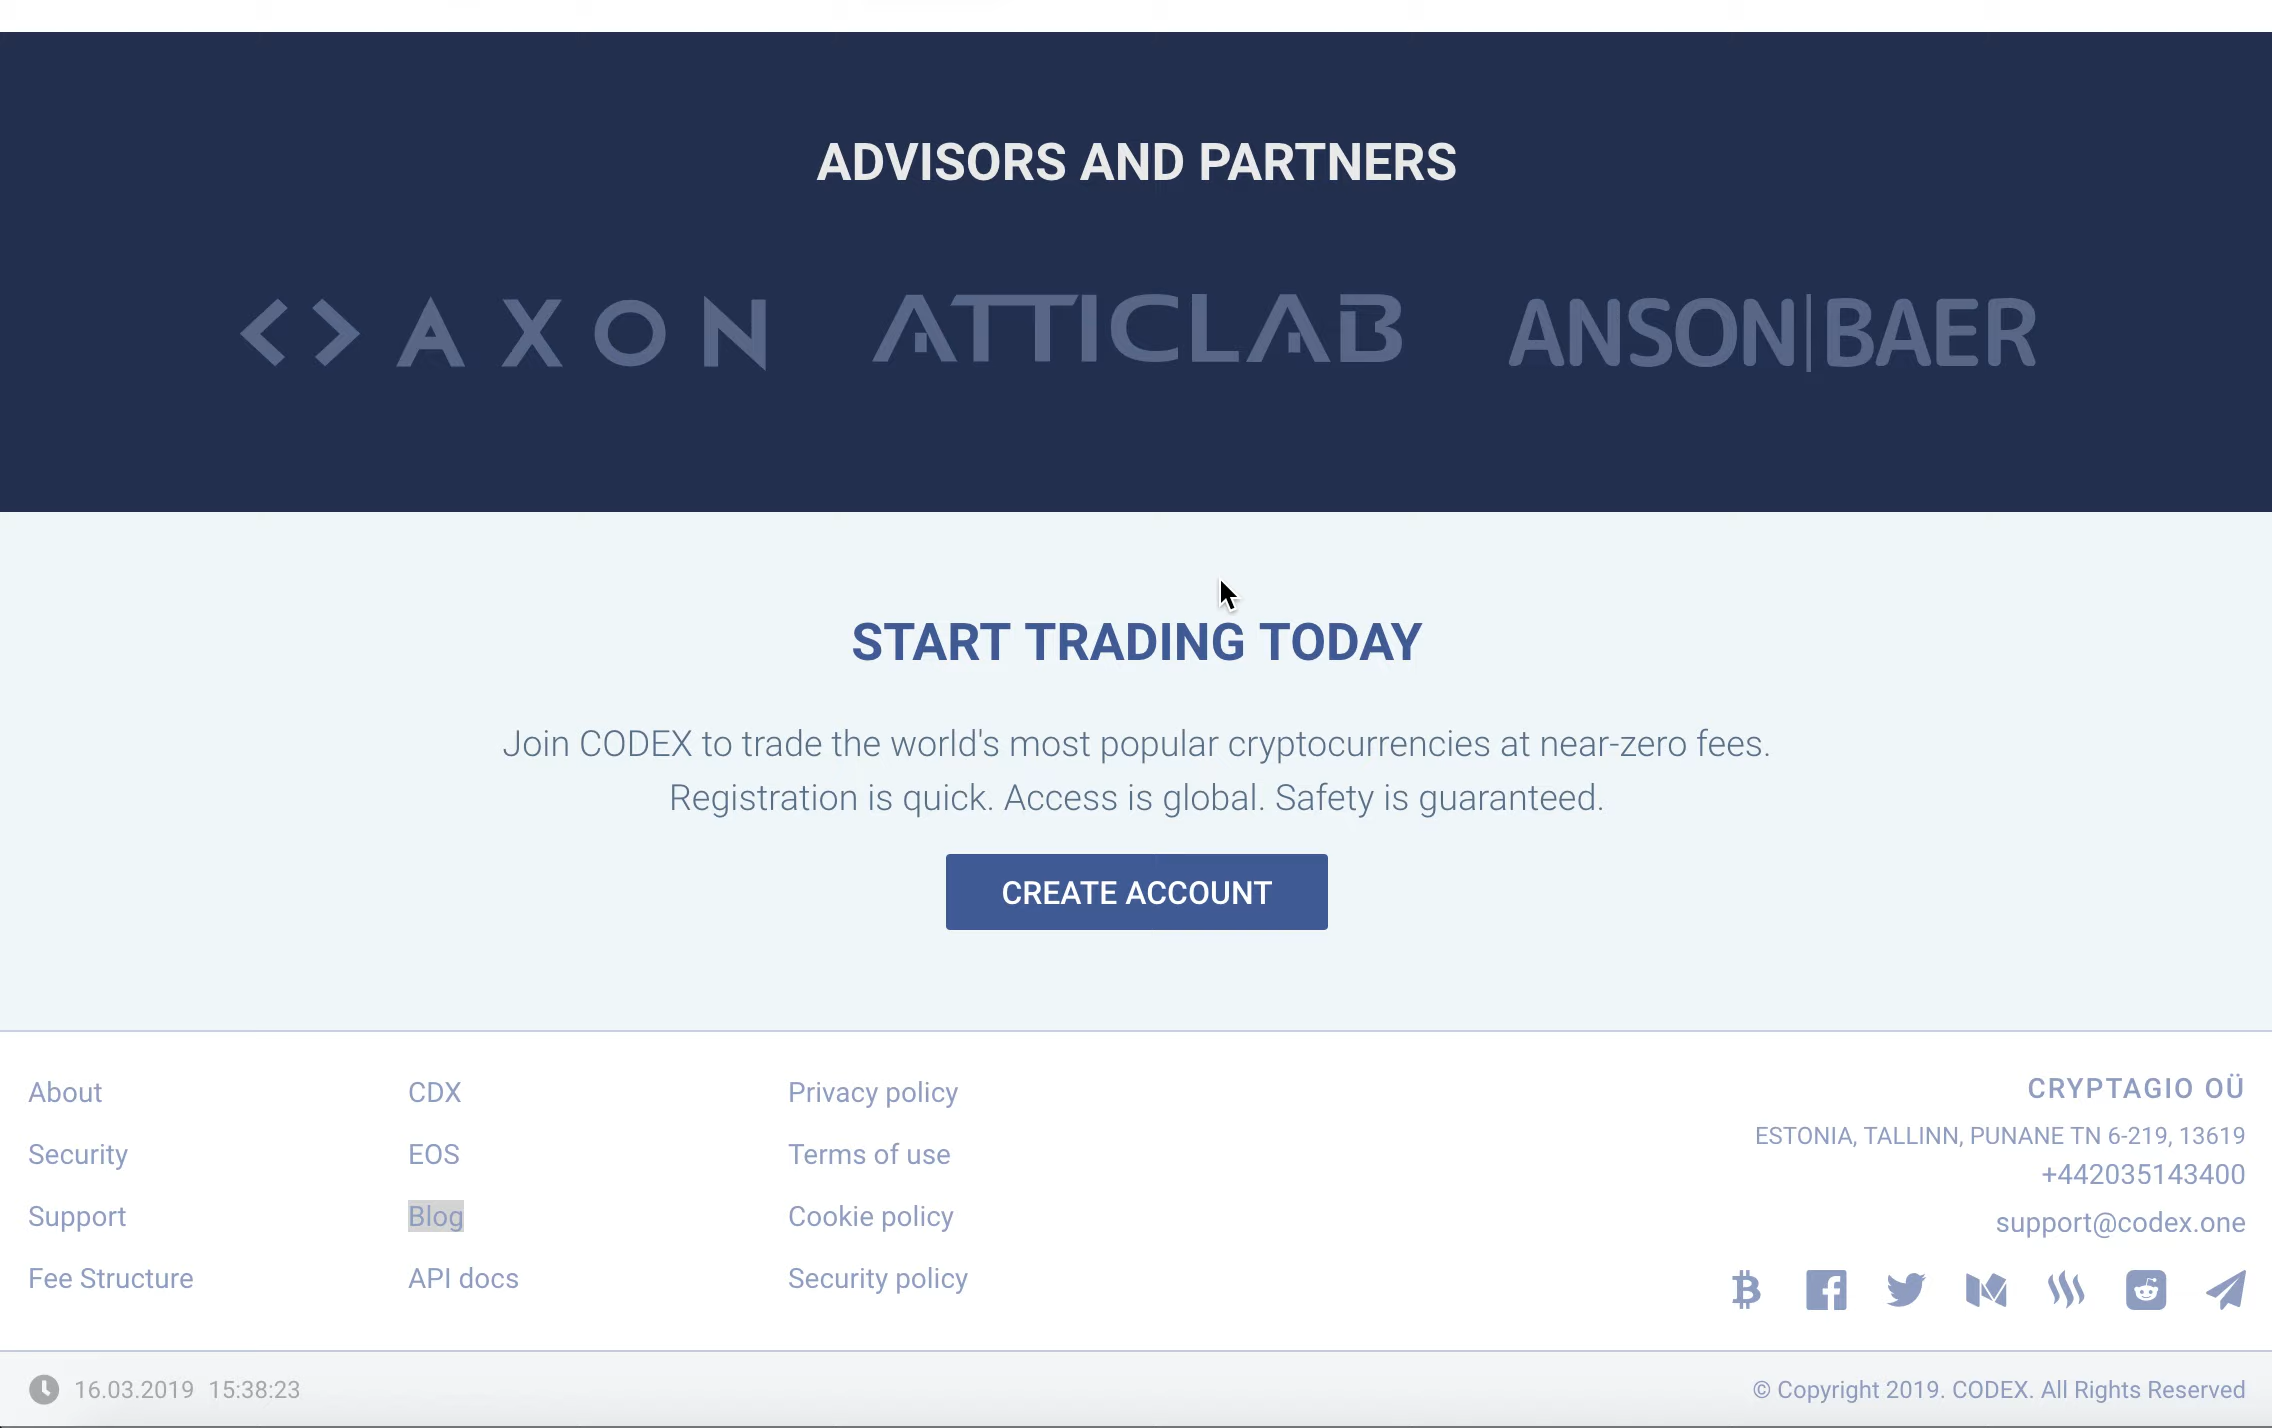 ADVISORS AND PARTNERS
<> AXON
ATTICLAB
ANSON|BAER
START TRADING TODAY
Join CODEX to trade the world's most popular cryptocurrencies at near-zero fees.
Registration is quick. Access is global. Safety is guaranteed.
CREATE ACCOUNT
About
Security
Support
Fee Structure
CDX
EOS
Blog
API docs
Privacy policy
Terms of use
Cookie policy
Security policy
CRYPTAGIO OÜ
ESTONIA, TALLINN, PUNANE TN 6-219, 13619
+442035143400
support@codex.one
16.03.2019 15:38:23
© Copyright 2019. CODEX. All Rights Reserved